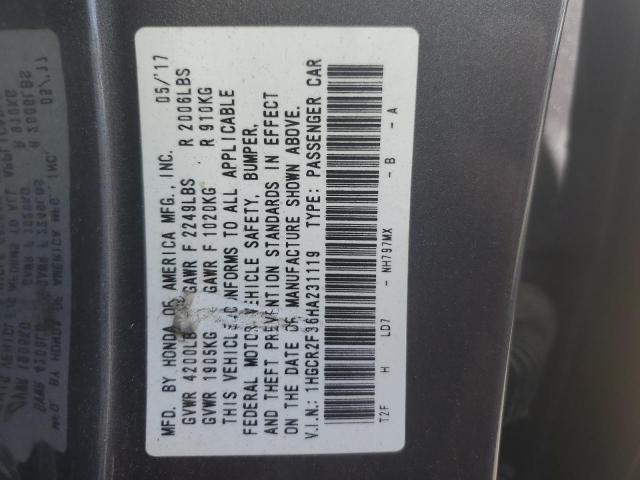 MFD. BY HONDA OF AMERICA MFG., INC. 05/'17
GVWR 4200LBS GAWR F 2249LBS R 2006LBS
GVWR 1905KG GAWR F 1020KG R 910KG
THIS VEHICLE CONFORMS TO ALL APPLICABLE
FEDERAL MOTOR VEHICLE SAFETY, BUMPER,
AND THEFT PREVENTION STANDARDS IN EFFECT
ON THE DATE OF MANUFACTURE SHOWN ABOVE.
V.I.N.: 1HGCR2F36HA231119 TYPE: PASSENGER CAR
T2F H LD7 - NH797MX - B - A